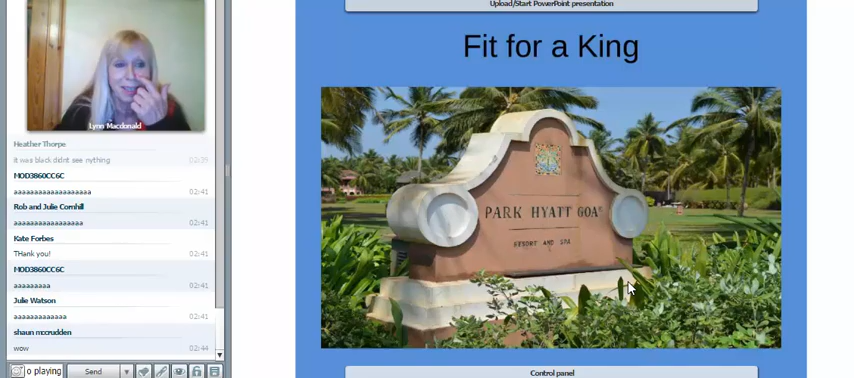 Lynn Macdonald
Heather Thorpe
it was black didnt see nything
02:39
MOD3860CC6C
aaaaaaaaaaaaaaaaaaa
02:41
Rob and Julie Cornhill
aaaaaaaaaaaaaaaaa
02:41
Kate Forbes
THank you!
02:41
MOD3860CC6C
aaaaaaaaa
02:41
Julie Watson
aaaaaaaaaaaaa
02:41
shaun mcrudden
wow
02:44
o playing
Send
Upload/Start PowerPoint presentation
Fit for a King
PARK HYATT GOA
RESORT AND SPA
Control panel